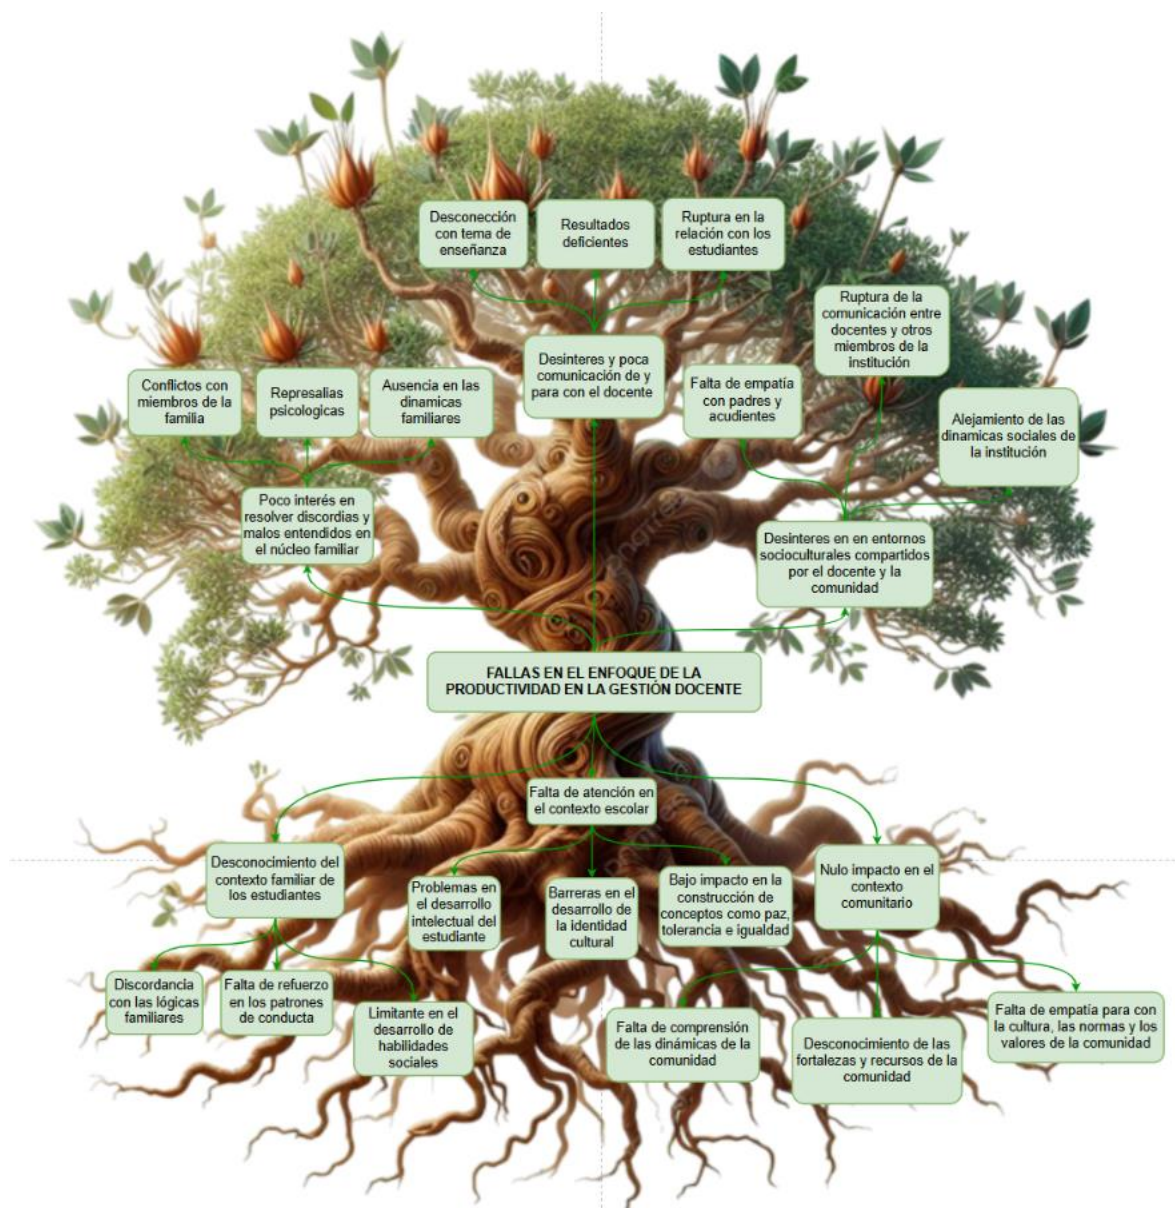 Desconección
con tema de
enseñanza
Resultados
deficientes
Ruptura en la
relación con los
estudiantes
Ruptura de la
comunicación entre
docentes y otros
miembros de la
institución
Desinteres y poca
comunicación de y
para con el docente
Conflictos con
miembros de la
familia
Represalias
psicologicas
Ausencia en las
dinamicas
familiares
Falta de empatía
con padres y
acudientes
Alejamiento de las
dinamicas sociales de
la institución
Poco interés en
resolver discordias y
malos entendidos en
el núcleo familiar
Desinteres en en entornos
socioculturales compartidos
por el docente y la
comunidad
FALLAS EN EL ENFOQUE DE LA
PRODUCTIVIDAD EN LA GESTIÓN DOCENTE
Falta de atención en
el contexto escolar
Desconocimiento del
contexto familiar de
los estudiantes
Problemas en
el desarrollo
intelectual del
estudiante
Barreras en el
desarrollo de
la identidad
cultural
Bajo impacto en la
construcción de
conceptos como paz,
tolerancia e igualdad
Nulo impacto en el
contexto
comunitario
Discordancia
con las lógicas
familiares
Falta de refuerzo
en los patrones
de conducta
Limitante en el
desarrollo de
habilidades
sociales
Falta de comprensión
de las dinámicas de la
comunidad
Desconocimiento de las
fortalezas y recursos de la
comunidad
Falta de empatía para con
la cultura, las normas y los
valores de la comunidad